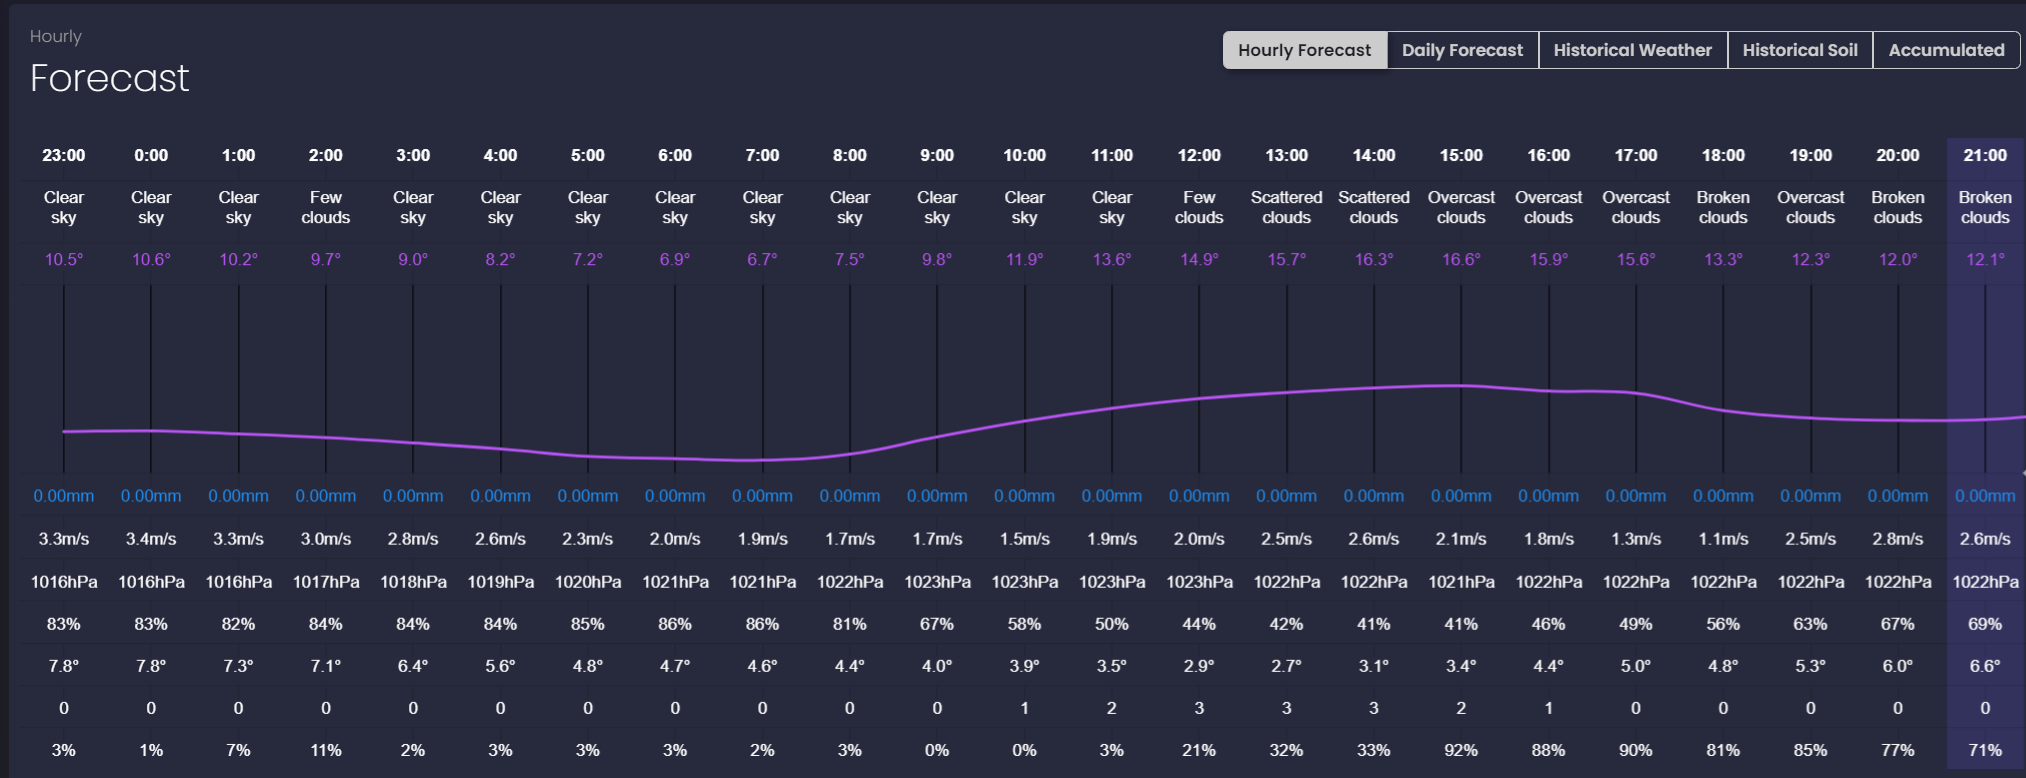 Hourly
Forecast
Hourly Forecast Daily Forecast Historical Weather Historical Soil Accumulated
23:00 0:00 1:00 2:00 3:00 4:00 5:00 6:00 7:00 8:00 9:00 10:00 11:00 12:00 13:00 14:00 15:00 16:00 17:00 18:00 19:00 20:00 21:00
Clear Clear Clear Few Clear Clear Clear Clear Clear Clear Clear Clear Clear Few Scattered Scattered Overcast Overcast Overcast Broken Overcast Broken Broken
sky sky sky clouds sky sky sky sky sky sky sky sky sky clouds clouds clouds clouds clouds clouds clouds clouds clouds clouds
10.5° 10.6° 10.2° 9.7° 9.0° 8.2° 7.2° 6.9° 6.7° 7.5° 9.8° 11.9° 13.6° 14.9° 15.7° 16.3° 16.6° 15.9° 15.6° 13.3° 12.3° 12.0° 12.1°
0.00mm 0.00mm 0.00mm 0.00mm 0.00mm 0.00mm 0.00mm 0.00mm 0.00mm 0.00mm 0.00mm 0.00mm 0.00mm 0.00mm 0.00mm 0.00mm 0.00mm 0.00mm 0.00mm 0.00mm 0.00mm 0.00mm 0.00mm
3.3m/s 3.4m/s 3.3m/s 3.0m/s 2.8m/s 2.6m/s 2.3m/s 2.0m/s 1.9m/s 1.7m/s 1.7m/s 1.5m/s 1.9m/s 2.0m/s 2.5m/s 2.6m/s 2.1m/s 1.8m/s 1.3m/s 1.1m/s 2.5m/s 2.8m/s 2.6m/s
1016hPa 1016hPa 1016hPa 1017hPa 1018hPa 1019hPa 1020hPa 1021hPa 1021hPa 1022hPa 1023hPa 1023hPa 1023hPa 1023hPa 1022hPa 1022hPa 1021hPa 1022hPa 1022hPa 1022hPa 1022hPa 1022hPa 1022hPa
83% 83% 82% 84% 84% 84% 85% 86% 86% 81% 67% 58% 50% 44% 42% 41% 41% 46% 49% 56% 63% 67% 69%
7.8° 7.8° 7.3° 7.1° 6.4° 5.6° 4.8° 4.7° 4.6° 4.4° 4.0° 3.9° 3.5° 2.9° 2.7° 3.1° 3.4° 4.4° 5.0° 4.8° 5.3° 6.0° 6.6°
0 0 0 0 0 0 0 0 0 0 0 1 2 3 3 3 2 1 0 0 0 0 0
3% 1% 7% 11% 2% 3% 3% 3% 2% 3% 0% 0% 3% 21% 32% 33% 92% 88% 90% 81% 85% 77% 71%